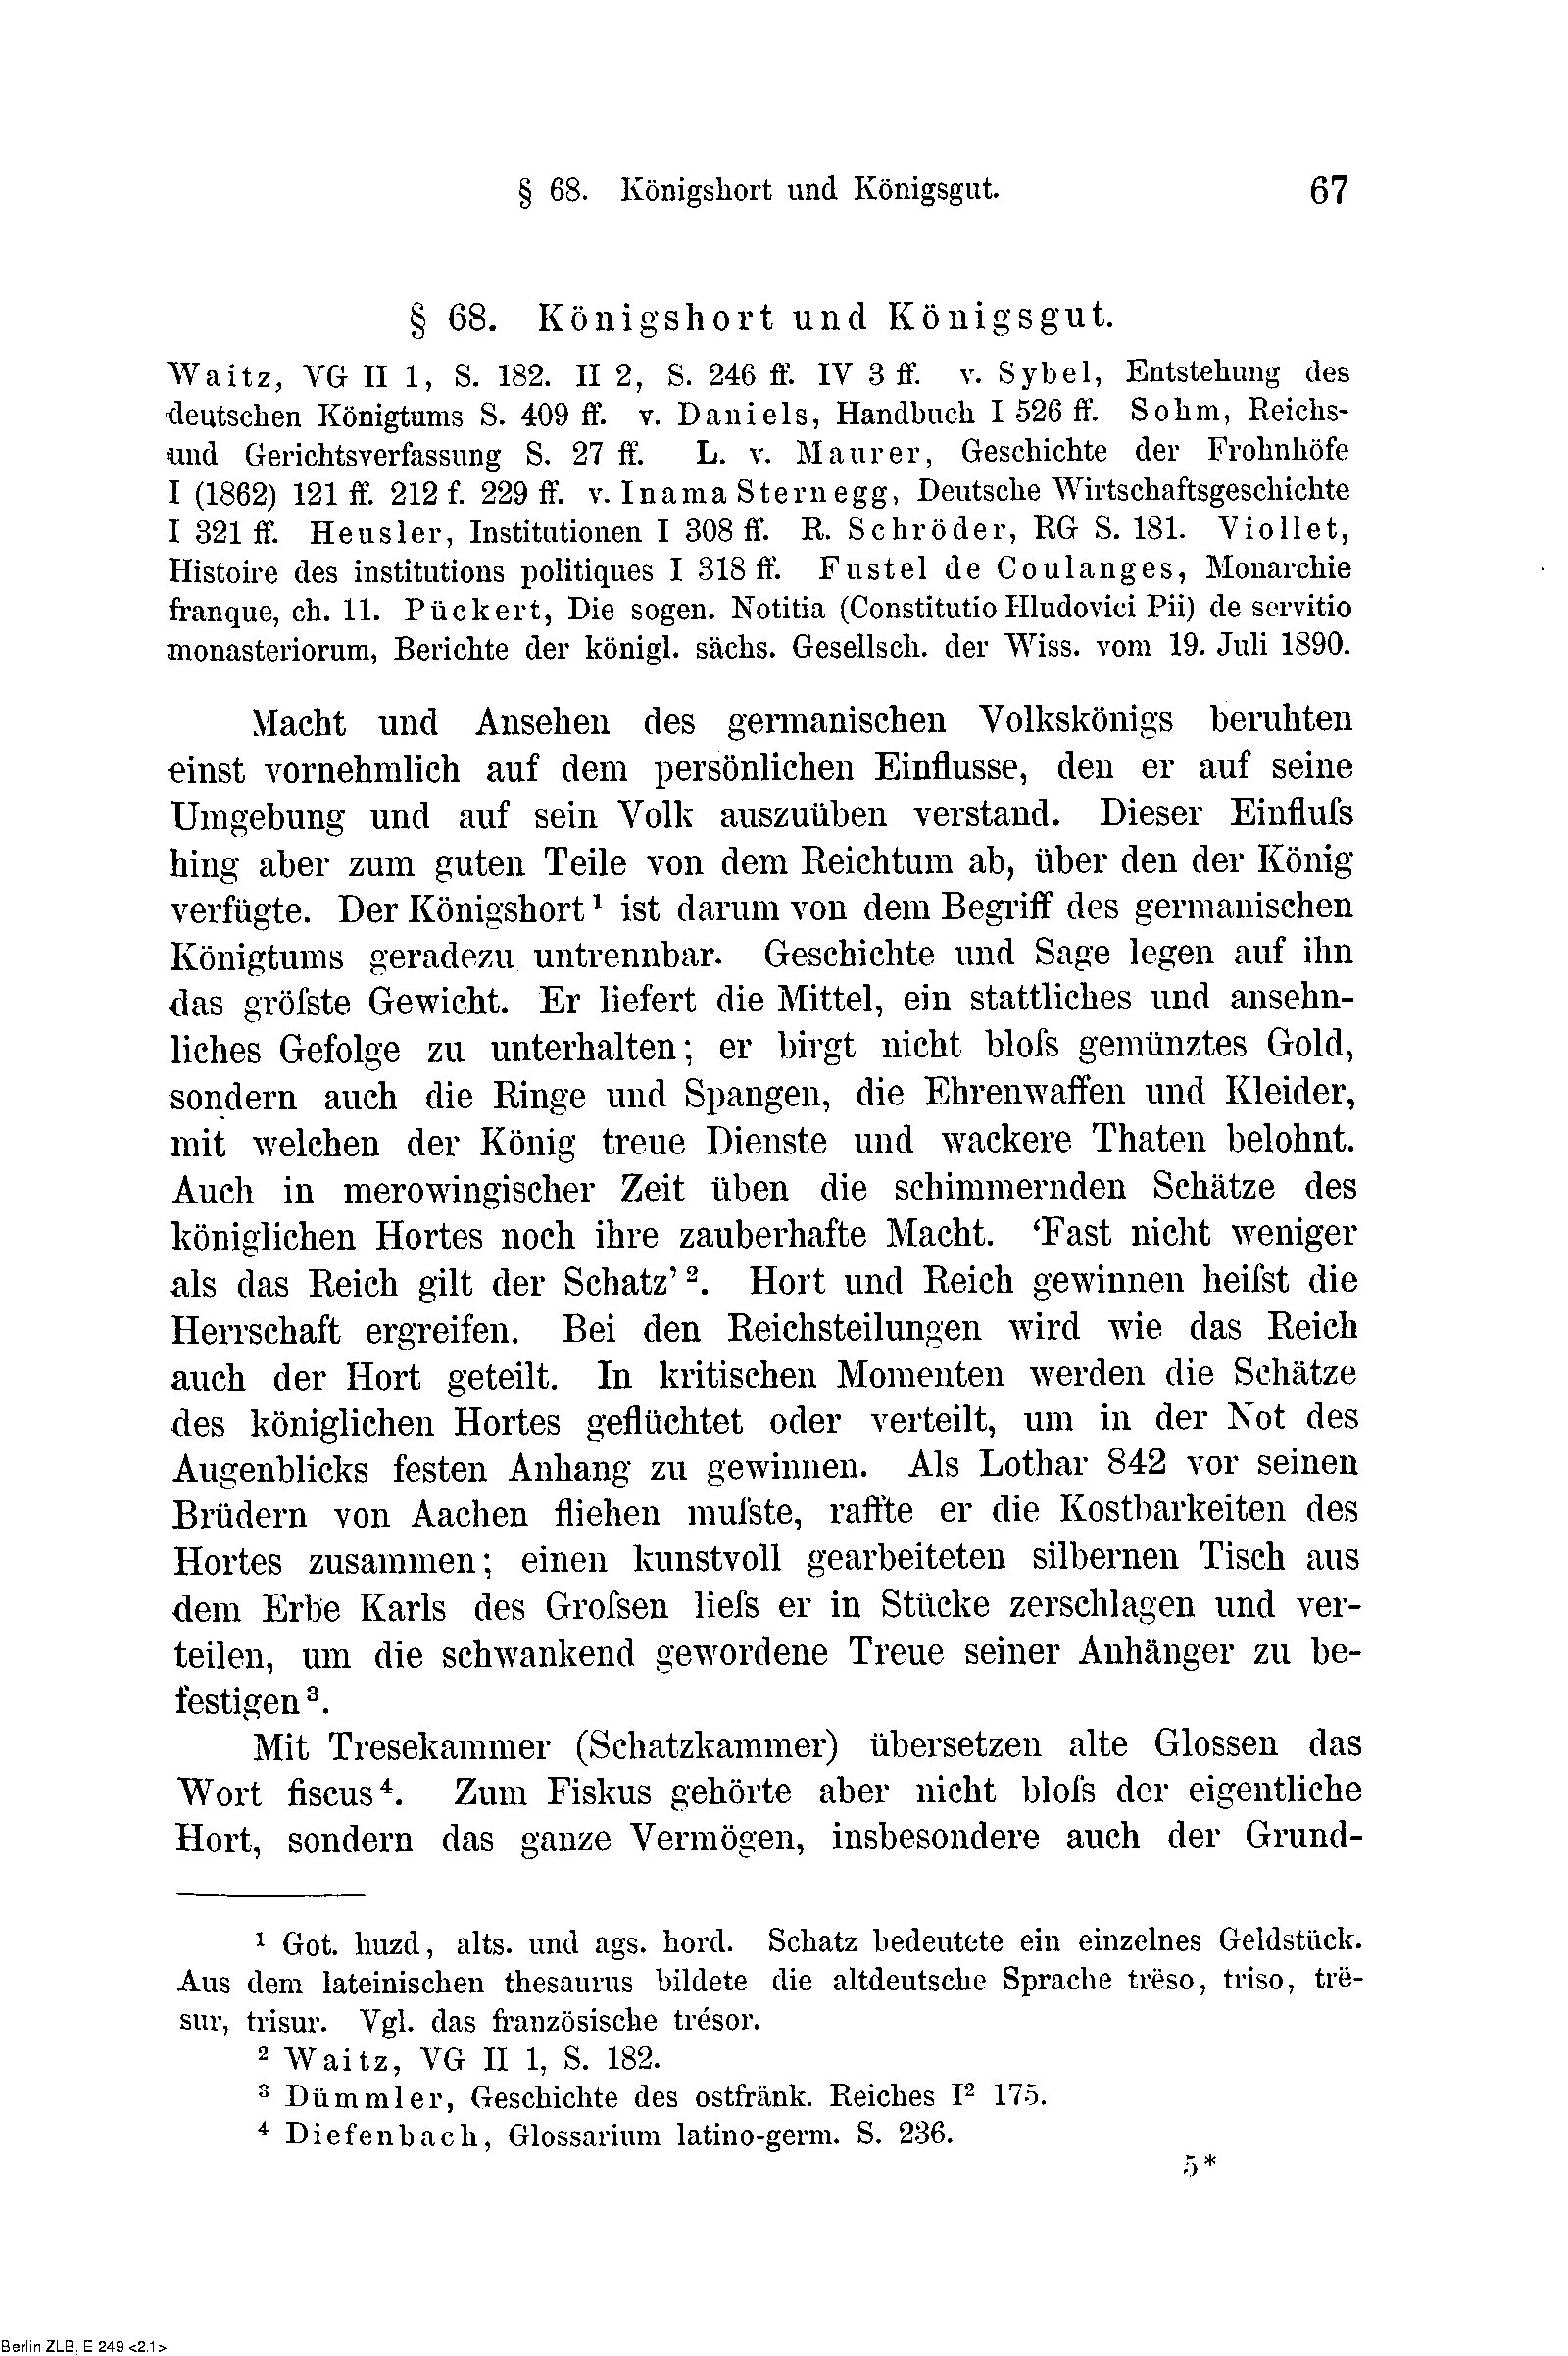 § 68. Königshort und Königsgut. 67
§ 68. Königshort und Königsgut.
Waitz, VG II 1, S. 182. II 2, S. 246 ff. IV 3 ff. v. Sybel, Entstehung des
deutschen Königtums S. 409 ff. v. Daniels, Handbuch I 526 ff. Sohm, Reichs-
und Gerichtsverfassung S. 27 ff. L. v. Maurer, Geschichte der Frohnhöfe
I (1862) 121 ff. 212 f. 229 ff. v. Inama Sternegg, Deutsche Wirtschaftsgeschichte
I 321 ff. Heusler, Institutionen I 308 ff. R. Schröder, RG S. 181. Viollet,
Histoire des institutions politiques I 318 ff. Fustel de Coulanges, Monarchie
franque, ch. 11. Pückert, Die sogen. Notitia (Constitutio Hludovici Pii) de servitio
monasteriorum, Berichte der königl. sächs. Gesellsch. der Wiss. vom 19. Juli 1890.
Macht und Ansehen des germanischen Volkskönigs beruhten
einst vornehmlich auf dem persönlichen Einflusse, den er auf seine
Umgebung und auf sein Volk auszuüben verstand. Dieser Einfluſs
hing aber zum guten Teile von dem Reichtum ab, über den der König
verfügte. Der Königshort¹ ist darum von dem Begriff des germanischen
Königtums geradezu untrennbar. Geschichte und Sage legen auf ihn
das gröſste Gewicht. Er liefert die Mittel, ein stattliches und ansehn-
liches Gefolge zu unterhalten; er birgt nicht bloſs gemünztes Gold,
sondern auch die Ringe und Spangen, die Ehrenwaffen und Kleider,
mit welchen der König treue Dienste und wackere Thaten belohnt.
Auch in merowingischer Zeit üben die schimmernden Schätze des
königlichen Hortes noch ihre zauberhafte Macht. ‘Fast nicht weniger
als das Reich gilt der Schatz’². Hort und Reich gewinnen heiſst die
Herrschaft ergreifen. Bei den Reichsteilungen wird wie das Reich
auch der Hort geteilt. In kritischen Momenten werden die Schätze
des königlichen Hortes geflüchtet oder verteilt, um in der Not des
Augenblicks festen Anhang zu gewinnen. Als Lothar 842 vor seinen
Brüdern von Aachen fliehen muſste, raffte er die Kostbarkeiten des
Hortes zusammen; einen kunstvoll gearbeiteten silbernen Tisch aus
dem Erbe Karls des Groſsen lieſs er in Stücke zerschlagen und ver-
teilen, um die schwankend gewordene Treue seiner Anhänger zu be-
festigen³.
Mit Tresekammer (Schatzkammer) übersetzen alte Glossen das
Wort fiscus⁴. Zum Fiskus gehörte aber nicht bloſs der eigentliche
Hort, sondern das ganze Vermögen, insbesondere auch der Grund-
¹ Got. huzd, alts. und ags. hord. Schatz bedeutete ein einzelnes Geldstück.
Aus dem lateinischen thesaurus bildete die altdeutsche Sprache trëso, triso, trë-
sur, trisur. Vgl. das französische trésor.
² Waitz, VG II 1, S. 182.
³ Dümmler, Geschichte des ostfränk. Reiches I² 175.
⁴ Diefenbach, Glossarium latino-germ. S. 236.
5*
Berlin ZLB, E 249 <2.1>